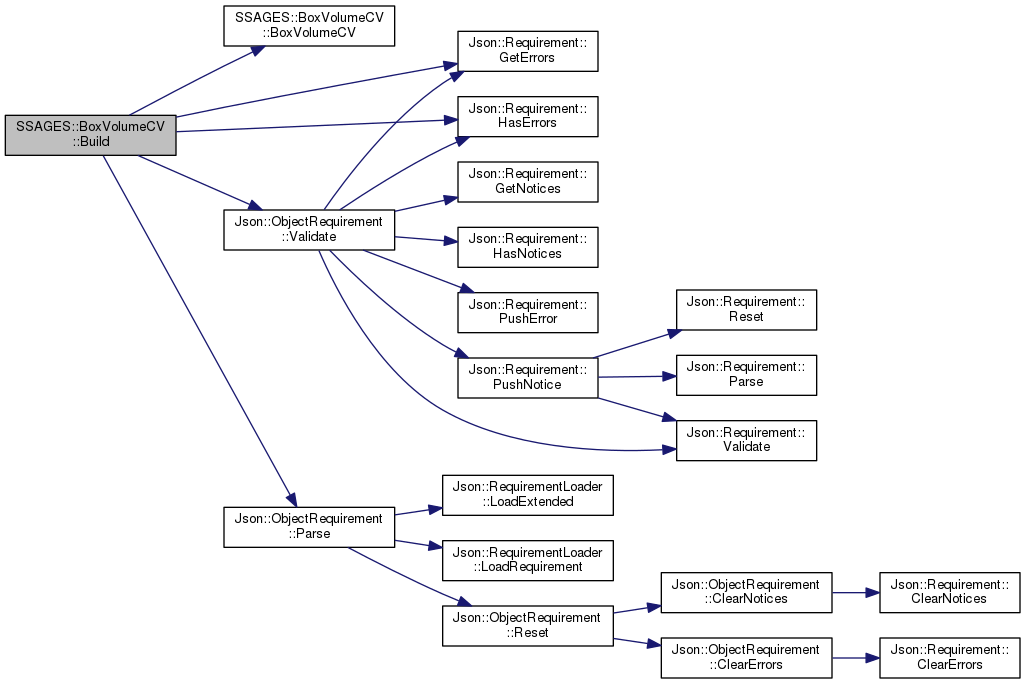 SSAGES::BoxVolumeCV
::Build
SSAGES::BoxVolumeCV
::BoxVolumeCV
Json::Requirement::
GetErrors
Json::Requirement::
HasErrors
Json::ObjectRequirement
::Validate
Json::Requirement::
GetNotices
Json::Requirement::
HasNotices
Json::Requirement::
PushError
Json::Requirement::
PushNotice
Json::Requirement::
Reset
Json::Requirement::
Parse
Json::Requirement::
Validate
Json::ObjectRequirement
::Parse
Json::RequirementLoader
::LoadExtended
Json::RequirementLoader
::LoadRequirement
Json::ObjectRequirement
::Reset
Json::ObjectRequirement
::ClearNotices
Json::Requirement::
ClearNotices
Json::ObjectRequirement
::ClearErrors
Json::Requirement::
ClearErrors